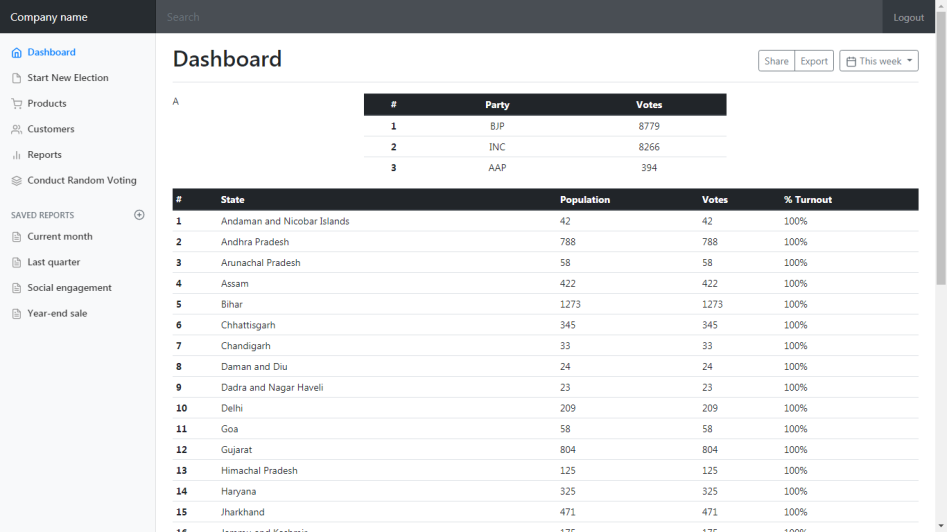 Company name Search Logout
Dashboard
Start New Election
Products
Customers
Reports
Conduct Random Voting
SAVED REPORTS
Current month
Last quarter
Social engagement
Year-end sale
Dashboard
Share Export This week
A
# Party Votes
1 BJP 8779
2 INC 8266
3 AAP 394
# State Population Votes % Turnout
1 Andaman and Nicobar Islands 42 42 100%
2 Andhra Pradesh 788 788 100%
3 Arunachal Pradesh 58 58 100%
4 Assam 422 422 100%
5 Bihar 1273 1273 100%
6 Chhattisgarh 345 345 100%
7 Chandigarh 33 33 100%
8 Daman and Diu 24 24 100%
9 Dadra and Nagar Haveli 23 23 100%
10 Delhi 209 209 100%
11 Goa 58 58 100%
12 Gujarat 804 804 100%
13 Himachal Pradesh 125 125 100%
14 Haryana 325 325 100%
15 Jharkhand 471 471 100%
16 Jammu and Kashmir 175 175 100%